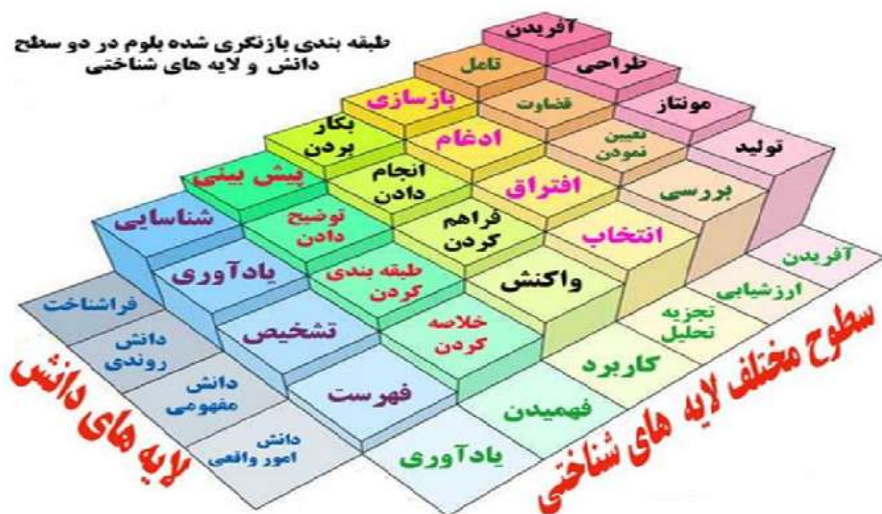 طبقه بندی بازنگری شده بلوم در دو سطح
دانش و لایه های شناختی
آفریدن
طراحی
مونتاز
تولید
تامل
قضاوت
تعیین
نمودن
بررسی
بازسازی
ادغام
افتراق
انتخاب
بکار
بردن
انجام
دادن
فراهم
کردن
واکنش
پیش بینی
توضیح
دادن
طبقه بندی
کردن
خلاصه
کردن
شناسایی
یادآوری
تشخیص
فهرست
فراشناخت
دانش
روندی
دانش
مفهومی
دانش
امور واقعی
یادآوری
فهمیدن
کاربرد
تجزیه
تحلیل
ارزشیابی
آفریدن
لایه های دانش
سطوح مختلف لایه های شناختی